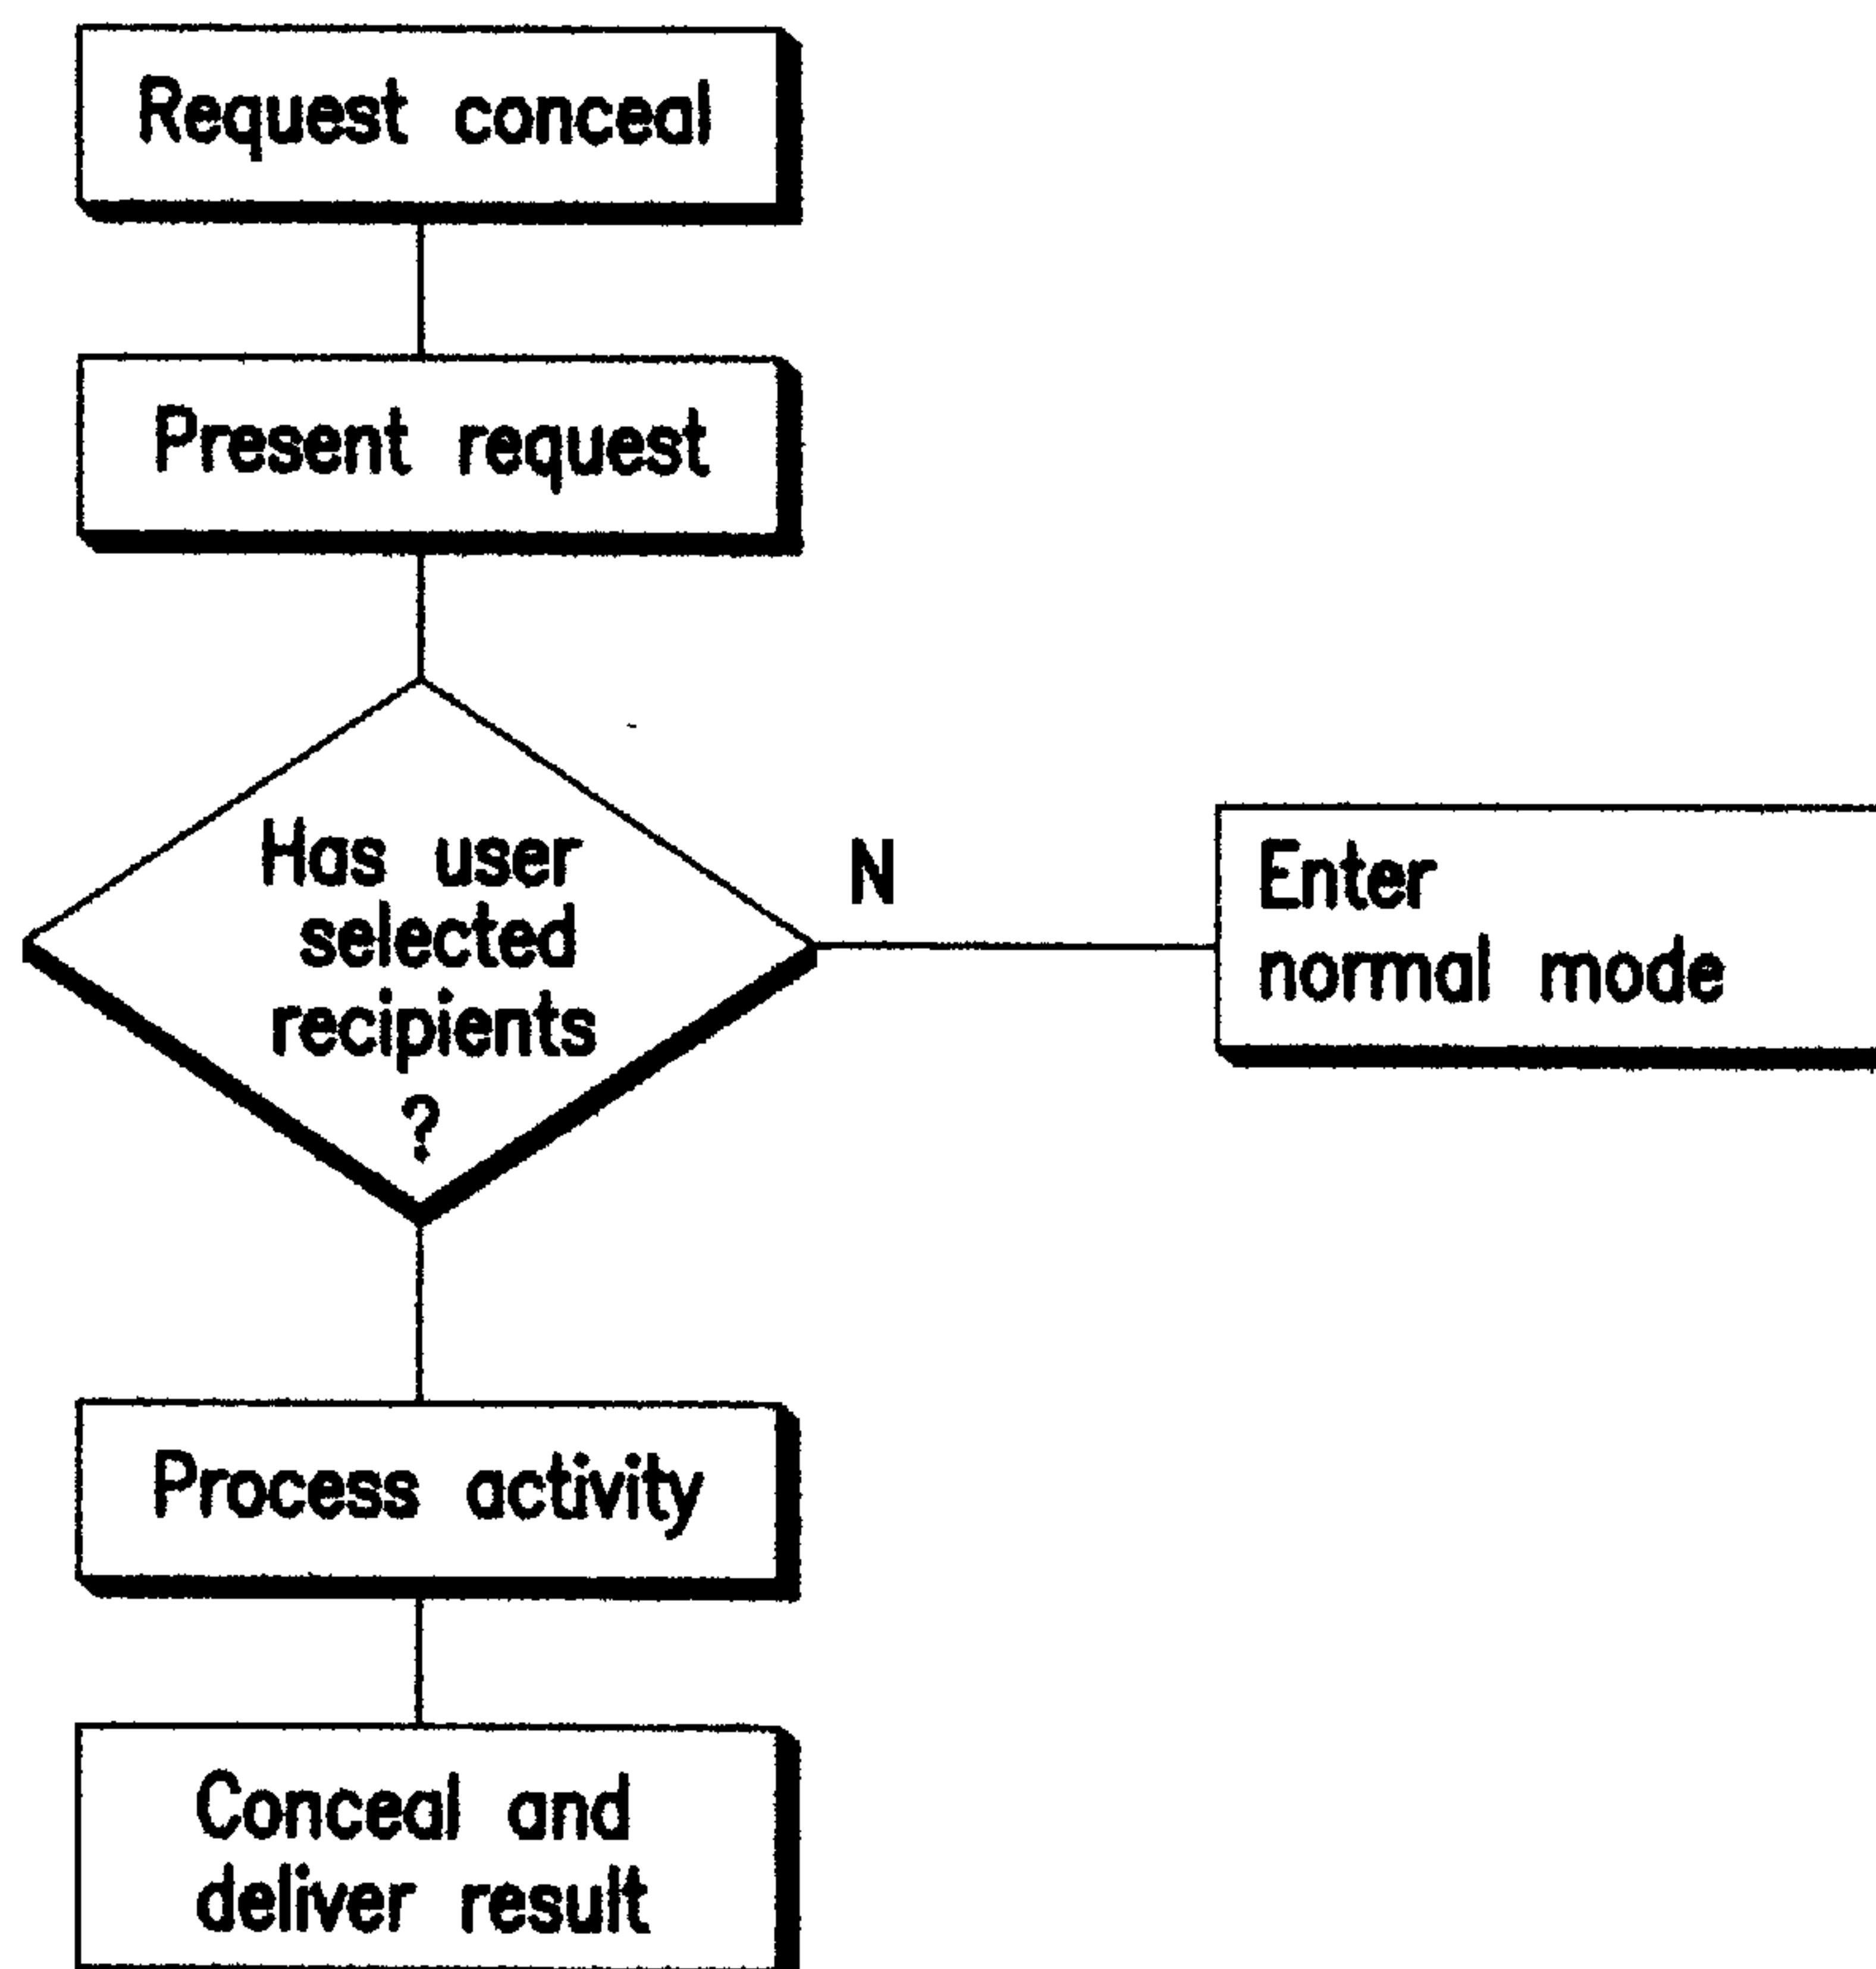 Request conceal
Present request
Has user
selected
recipients
?
N
Enter
normal mode
Process activity
Conceal and
deliver result